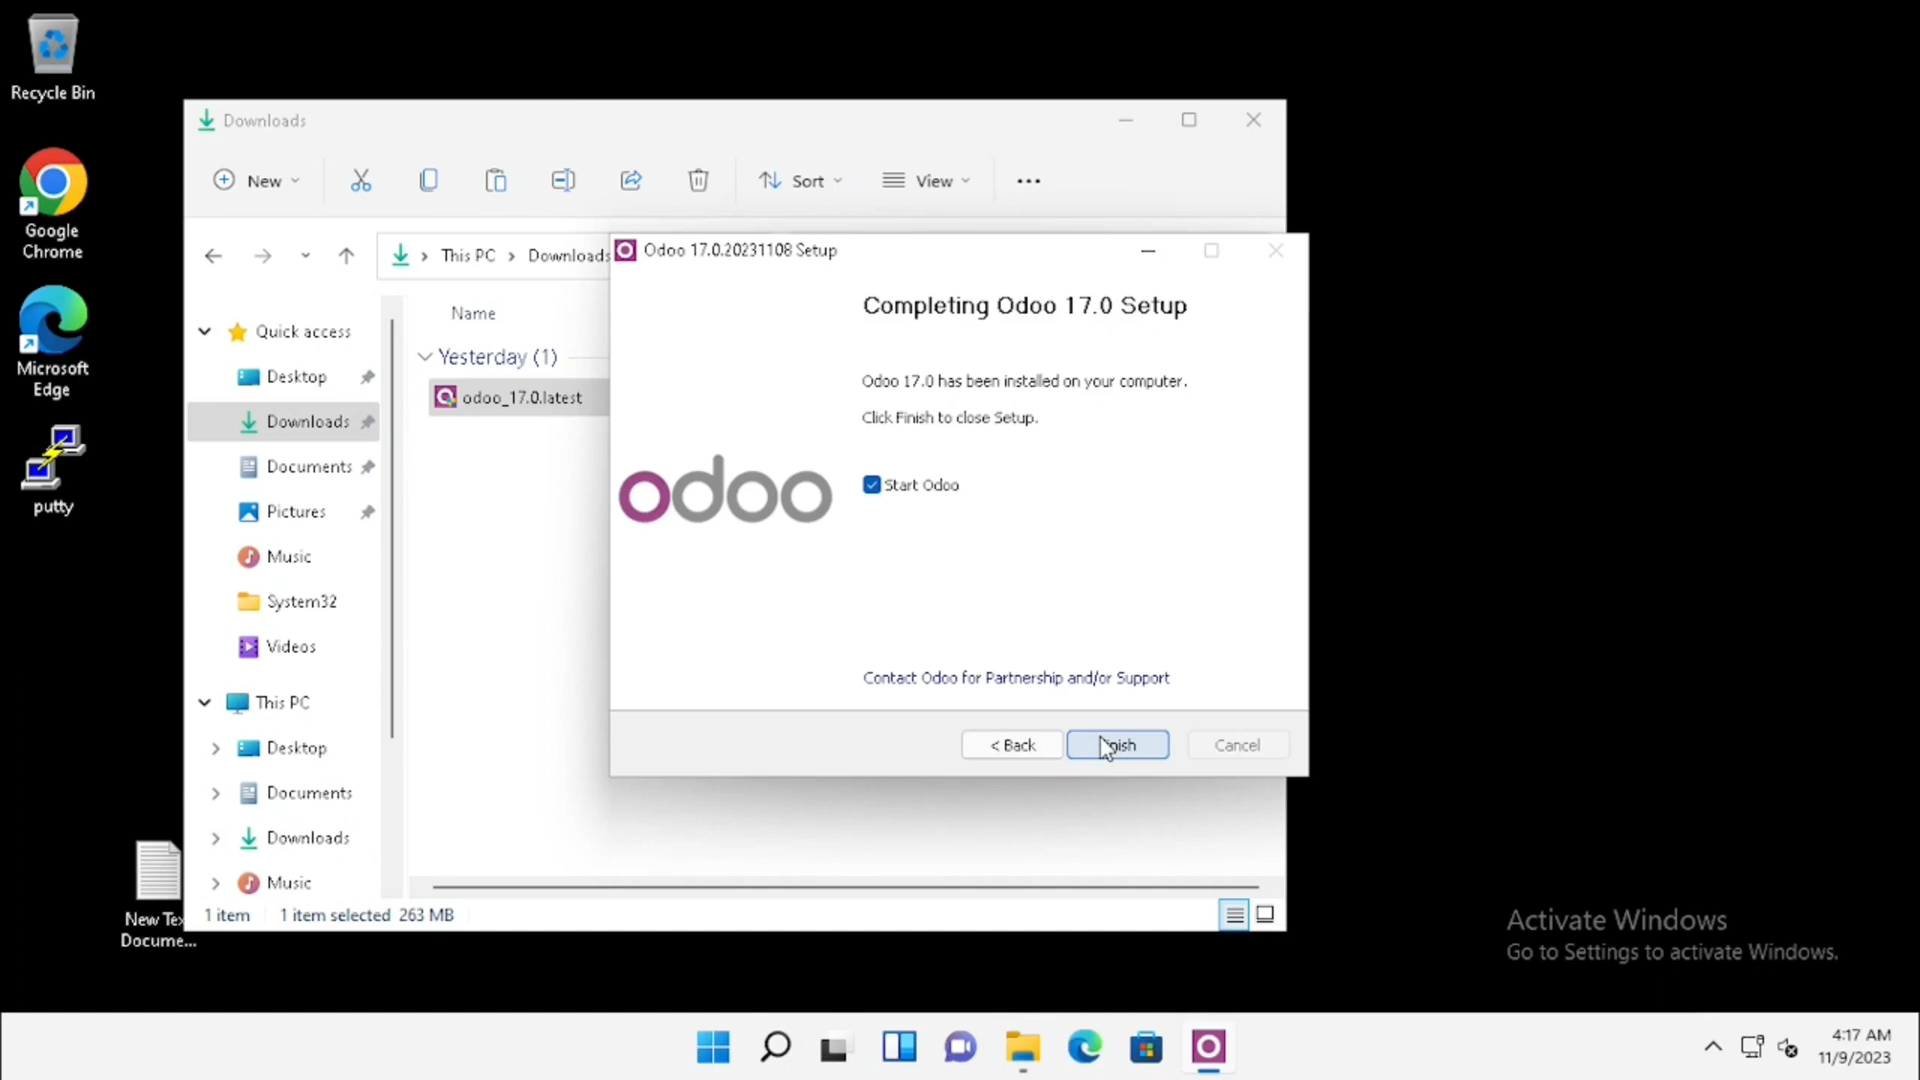 Recycle Bin
Google
Chrome
Microsoft
Edge
putty
New Tex
Docume...
Downloads
New
Sort
View
This PC
Downloads
Name
Quick access
Desktop
Downloads
Documents
Pictures
Music
System32
Videos
This PC
Desktop
Documents
Downloads
Music
Yesterday (1)
odoo_17.0.latest
1 item
1 item selected 263 MB
Odoo 17.0.20231108 Setup
Completing Odoo 17.0 Setup
Odoo 17.0 has been installed on your computer.
Click Finish to close Setup.
odoo
Start Odoo
Contact Odoo for Partnership and/or Support
< Back
Finish
Cancel
Activate Windows
Go to Settings to activate Windows.
4:17 AM
11/9/2023